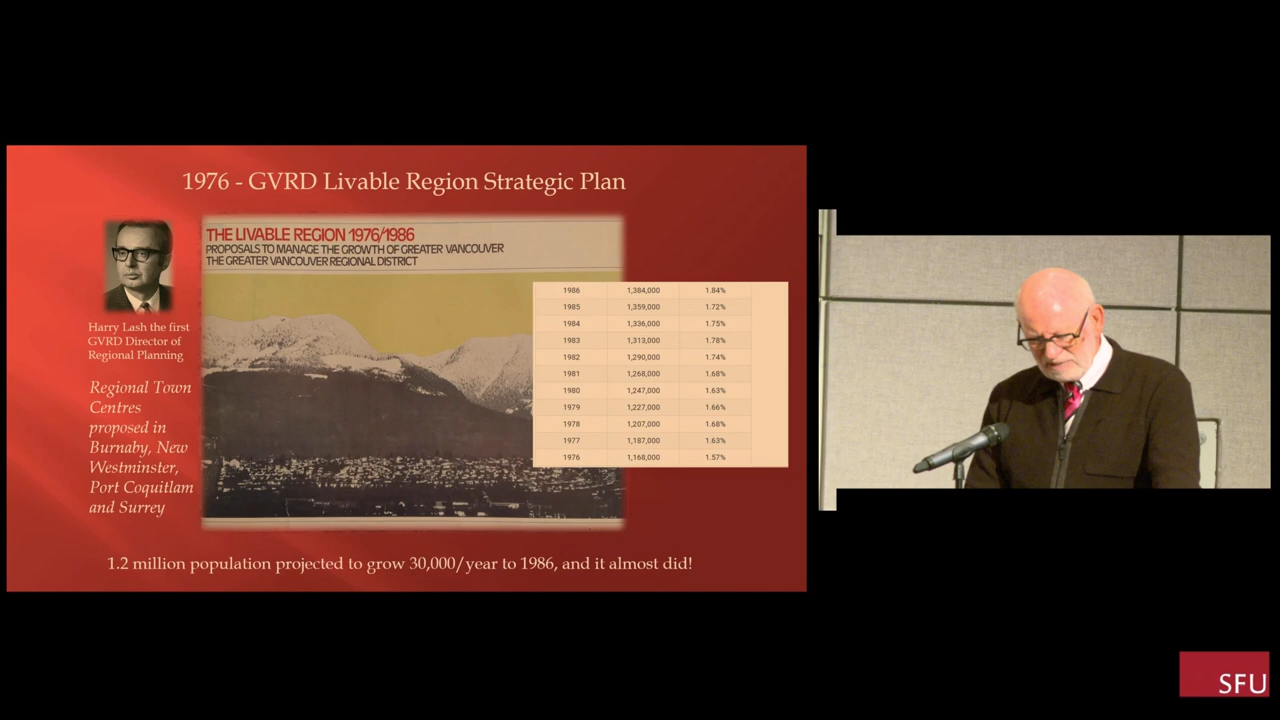 1976 - GVRD Livable Region Strategic Plan
THE LIVABLE REGION 1976/1986
PROPOSALS TO MANAGE THE GROWTH OF GREATER VANCOUVER
THE GREATER VANCOUVER REGIONAL DISTRICT
Harry Lash the first
GVRD Director of
Regional Planning
Regional Town
Centres
proposed in
Burnaby, New
Westminster,
Port Coquitlam
and Surrey
1986 1,384,000 1.84%
1985 1,359,000 1.72%
1984 1,336,000 1.75%
1983 1,313,000 1.78%
1982 1,290,000 1.74%
1981 1,268,000 1.68%
1980 1,247,000 1.63%
1979 1,227,000 1.66%
1978 1,207,000 1.68%
1977 1,187,000 1.63%
1976 1,168,000 1.57%
1.2 million population projected to grow 30,000/year to 1986, and it almost did!
SFU